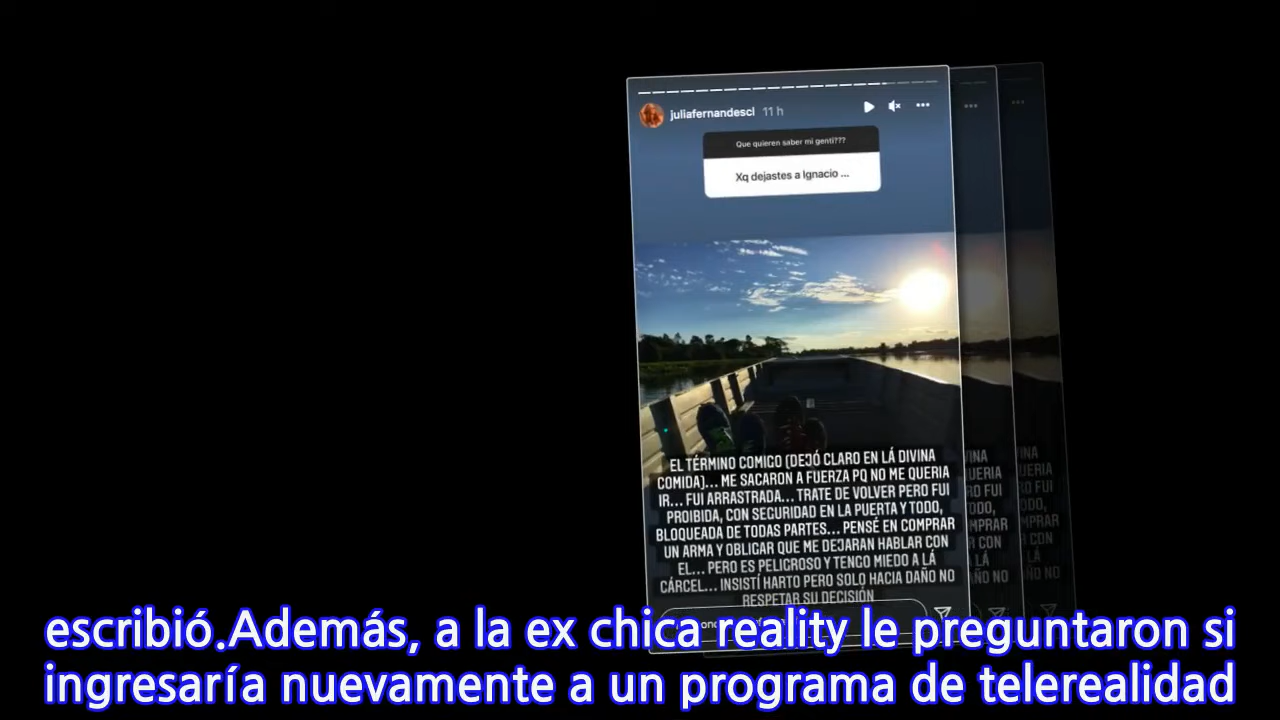 juliafernandescl 11 h
Que quieren saber mi genti???
Xq dejastes a Ignacio ...
EL TÉRMINO COMIGO (DEJÓ CLARO EN LÁ DIVINA
COMIDA)... ME SACARON A FUERZA PQ NO ME QUERIA
IR... FUI ARRASTRADA... TRATE DE VOLVER PERO FUI
PROIBIDA, CON SEGURIDAD EN LA PUERTA Y TODO,
BLOQUEADA DE TODAS PARTES... PENSÉ EN COMPRAR
UN ARMA Y OBLIGAR QUE ME DEJARAN HABLAR CON
EL... PERO ES PELIGROSO Y TENGO MIEDO A LÁ
CÁRCEL... INSISTÍ HARTO PERO SOLO HACIA DAÑO NO
RESPETAR SU DECISIÓN
escribió.Además, a la ex chica reality le preguntaron si
ingresaría nuevamente a un programa de telerealidad